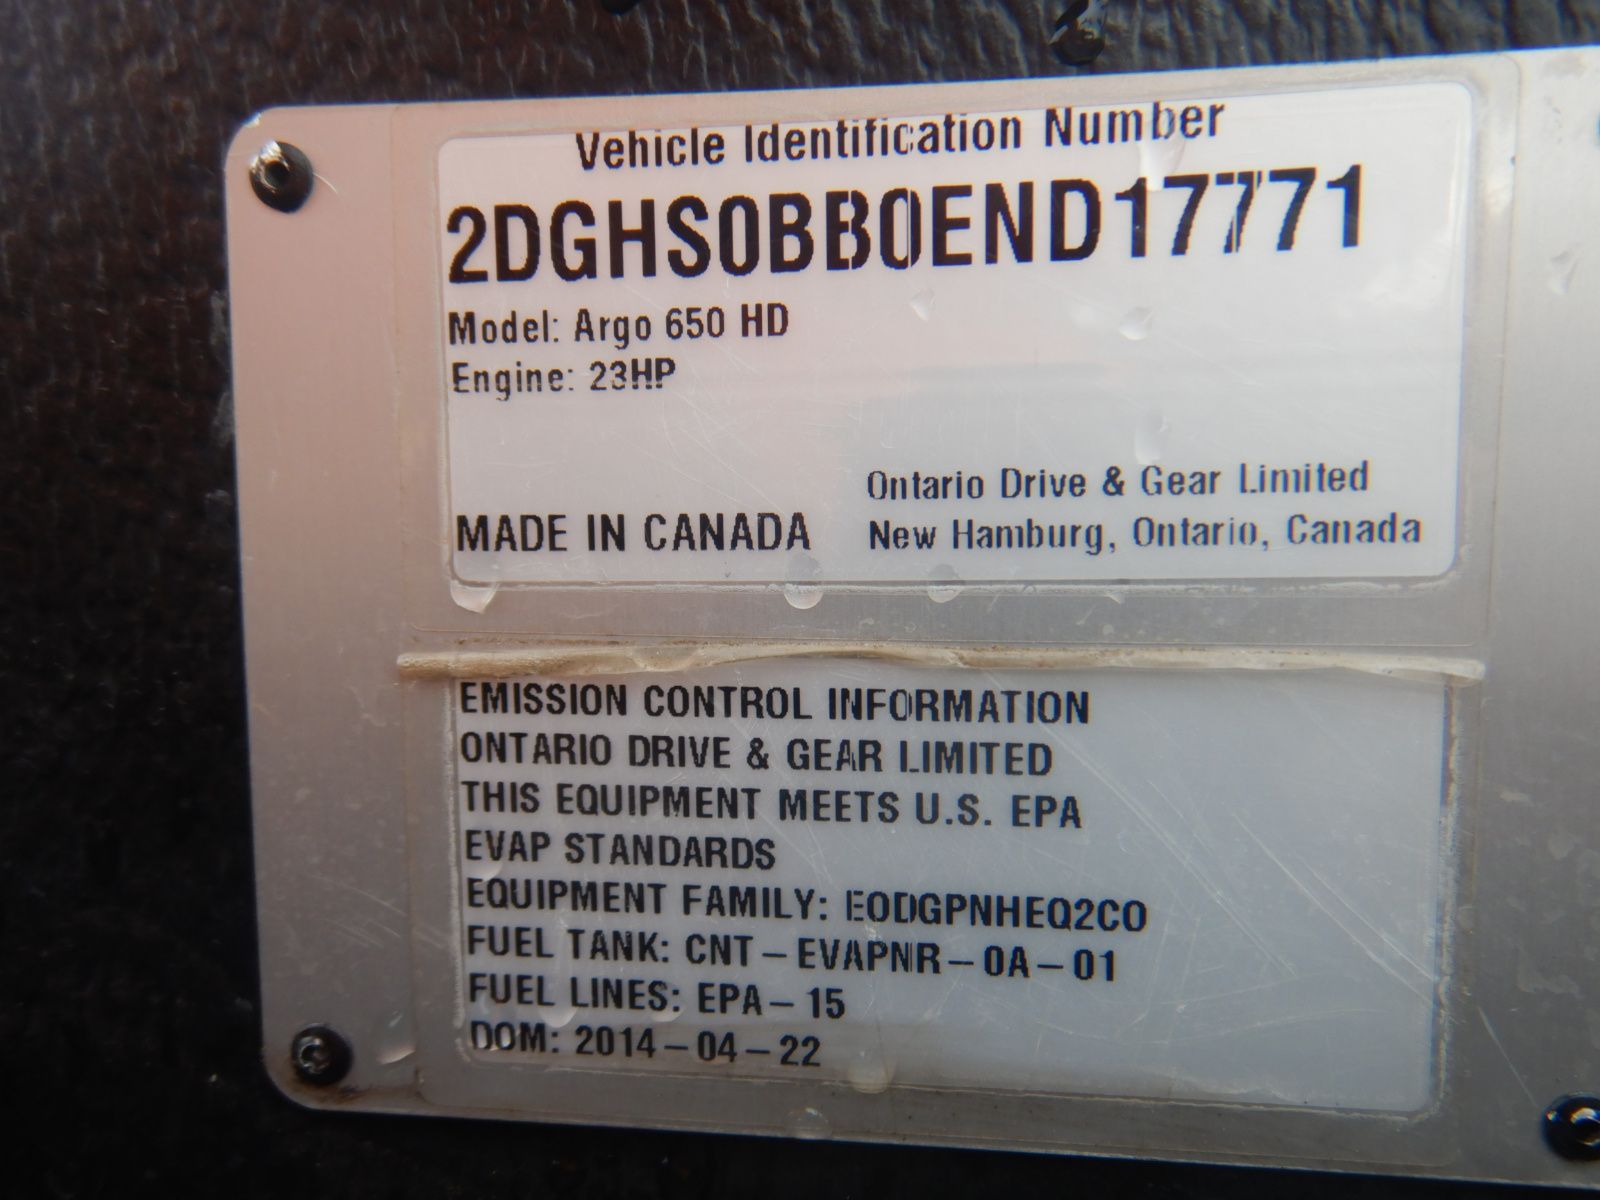 Vehicle Identification Number
2DGHS0BB0END17771
Model: Argo 650 HD
Engine: 23HP
Ontario Drive & Gear Limited
MADE IN CANADA New Hamburg, Ontario, Canada
EMISSION CONTROL INFORMATION
ONTARIO DRIVE & GEAR LIMITED
THIS EQUIPMENT MEETS U.S. EPA
EVAP STANDARDS
EQUIPMENT FAMILY: EODGPNHEQ2CO
FUEL TANK: CNT-EVAPNR-0A-01
FUEL LINES: EPA-15
DOM: 2014-04-22